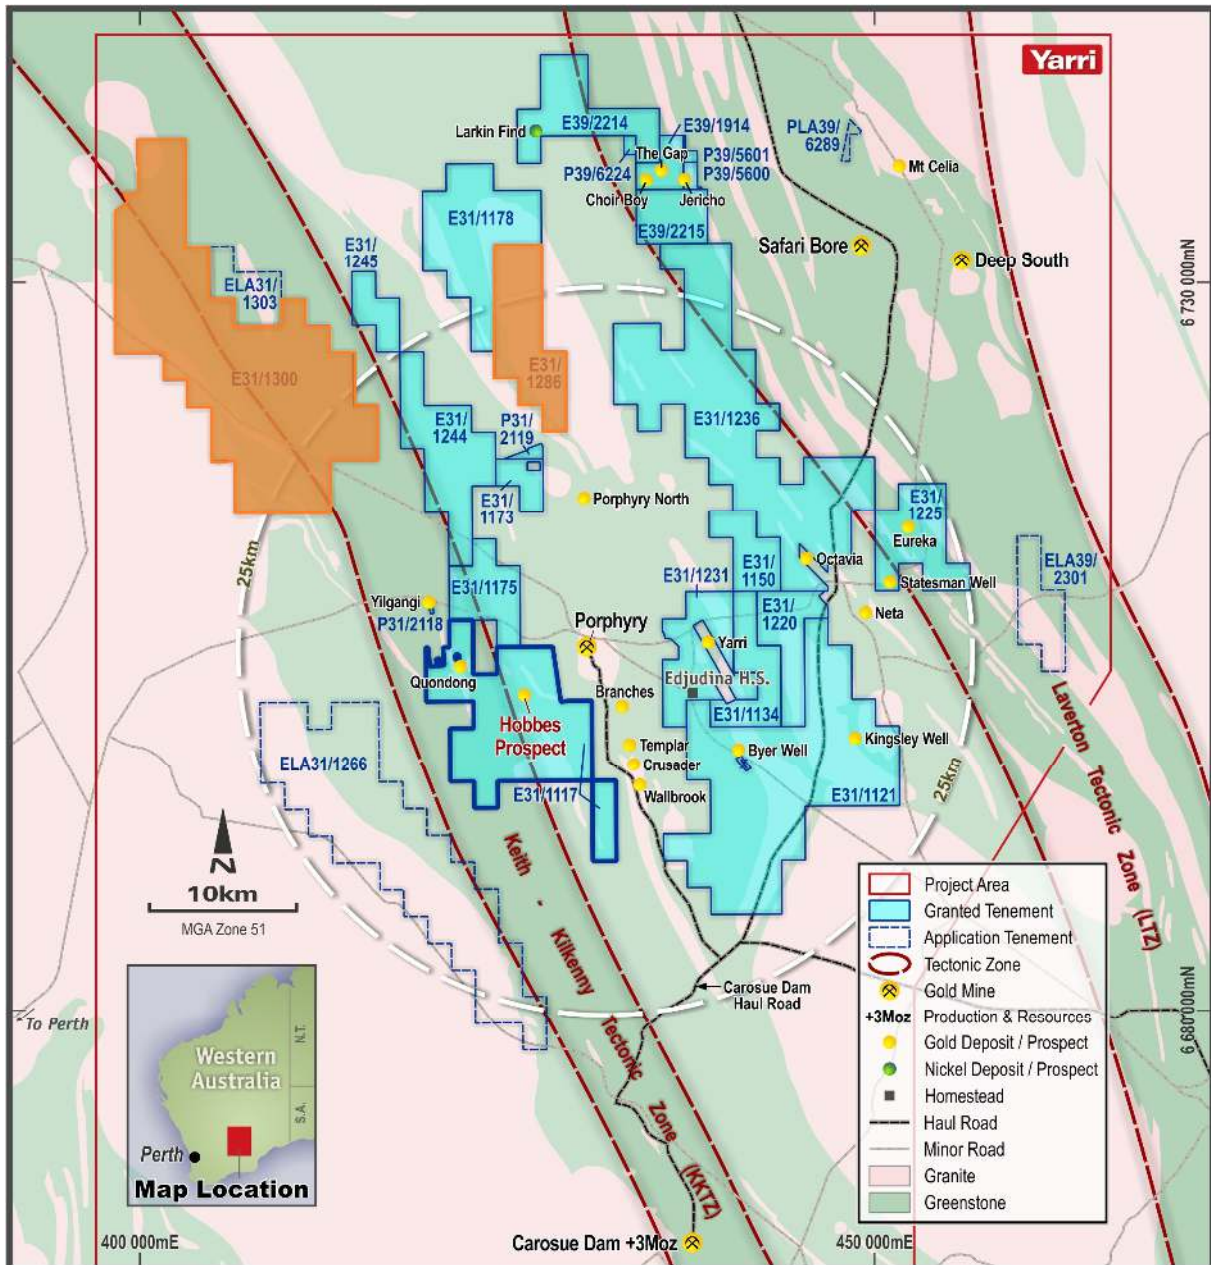 Yarri
Larkin Find
E39/2214
E39/1914
PLA39/
6289
The Gap
P39/5601
P39/6224
P39/5600
Mt Celia
Choir Boy
Jericho
E31/1178
E39/2215
Safari Bore
Deep South
E31/
1245
ELA31/
1303
6 730 000mN
E31/1300
E31/
1286
E31/
1244
P31/
2119
E31/1236
E31/
1173
Porphyry North
E31/
1225
Eureka
25km
Octavia
E31/
1150
ELA39/
2301
E31/1175
E31/1231
Statesman Well
E31/
1220
Yilgangi
P31/2118
Neta
Porphyry
Yarri
Quondong
Edjudina H.S.
Branches
E31/1134
Hobbes
Prospect
Kingsley Well
Templar
Byer Well
ELA31/1266
Crusader
Wallbrook
E31/1117
E31/1121
25km
Laverton Tectonic Zone (LTZ)
Keith - Kilkenny Tectonic Zone (KKTZ)
N
10km
MGA Zone 51
Carosue Dam
Haul Road
6 680 000mN
To Perth
Western
Australia
N.T.
S.A.
Perth
Map Location
Project Area
Granted Tenement
Application Tenement
Tectonic Zone
Gold Mine
+3Moz Production & Resources
Gold Deposit / Prospect
Nickel Deposit / Prospect
Homestead
Haul Road
Minor Road
Granite
Greenstone
400 000mE
Carosue Dam +3Moz
450 000mE